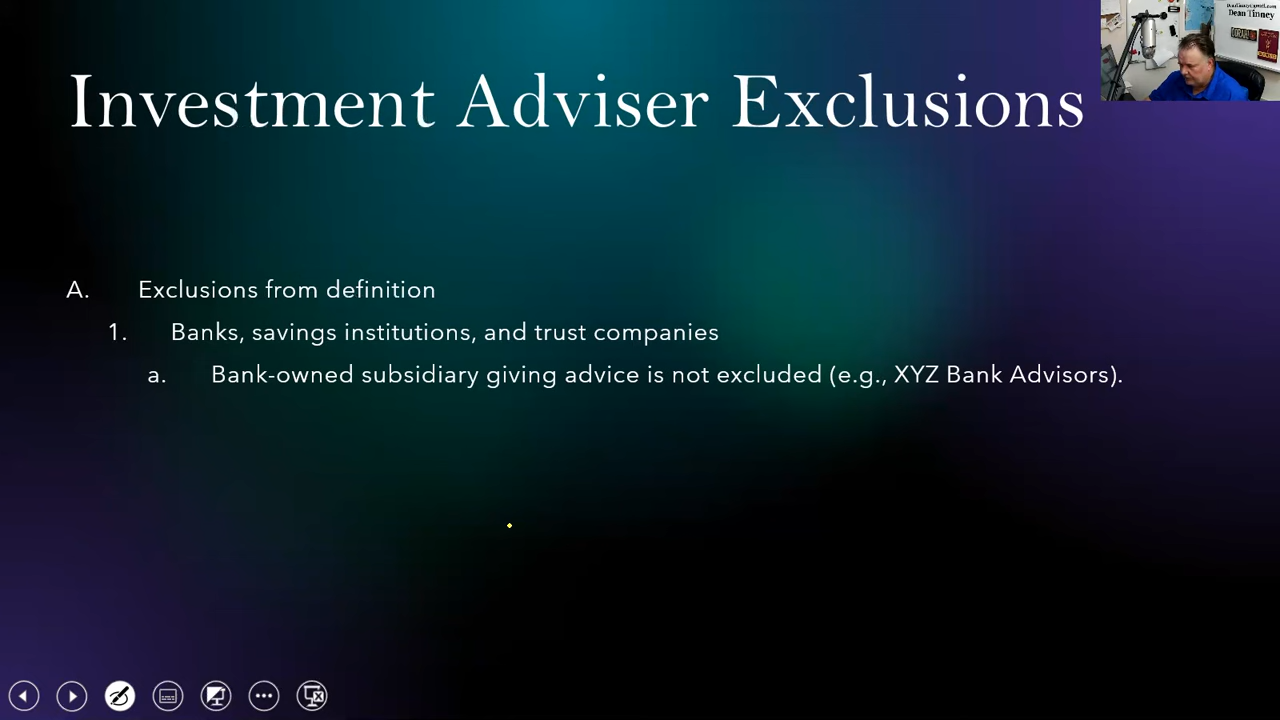 Investment Adviser Exclusions
Dean Tinney
A. Exclusions from definition
1. Banks, savings institutions, and trust companies
a. Bank-owned subsidiary giving advice is not excluded (e.g., XYZ Bank Advisors).